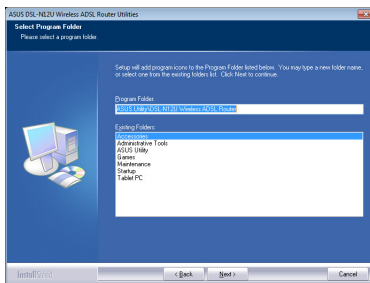 ASUS DSL-N12U Wireless ADSL Router Utilities
Select Program Folder
Please select a program folder.
Setup will add program icons to the Program Folder listed below. You may type a new folder name, or select one from the existing folders list. Click Next to continue.
Program Folder:
ASUS Utility\DSL-N12U Wireless ADSL Router
Existing Folders:
Accessories
Administrative Tools
ASUS Utility
Games
Maintenance
Startup
Tablet PC
InstallShield
< Back
Next >
Cancel